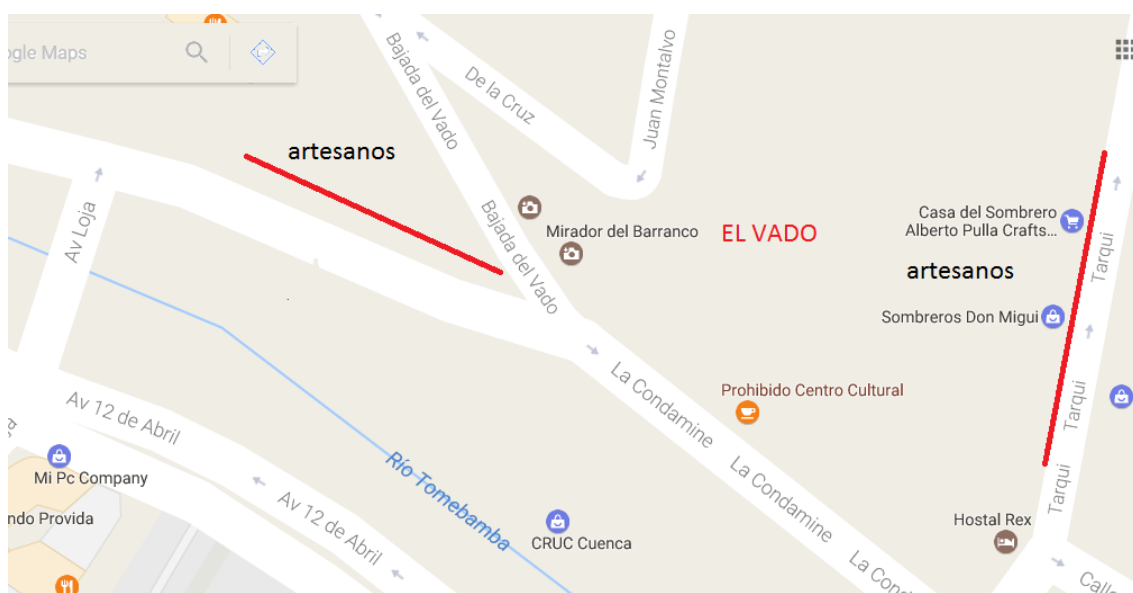 ogle Maps
Bajada del Vado
De la Cruz
Juan Montalvo
artesanos
Av Loja
Bajada del Vado
Mirador del Barranco
EL VADO
Casa del Sombrero
Alberto Pulla Crafts...
Tarqui
artesanos
Sombreros Don Migui
La Condamine
Prohibido Centro Cultural
Tarqui
Av 12 de Abril
Mi Pc Company
Río Tomebamba
La Condamine
Tarqui
ndo Provida
Av 12 de Abril
CRUC Cuenca
Hostal Rex
La Con
Calle